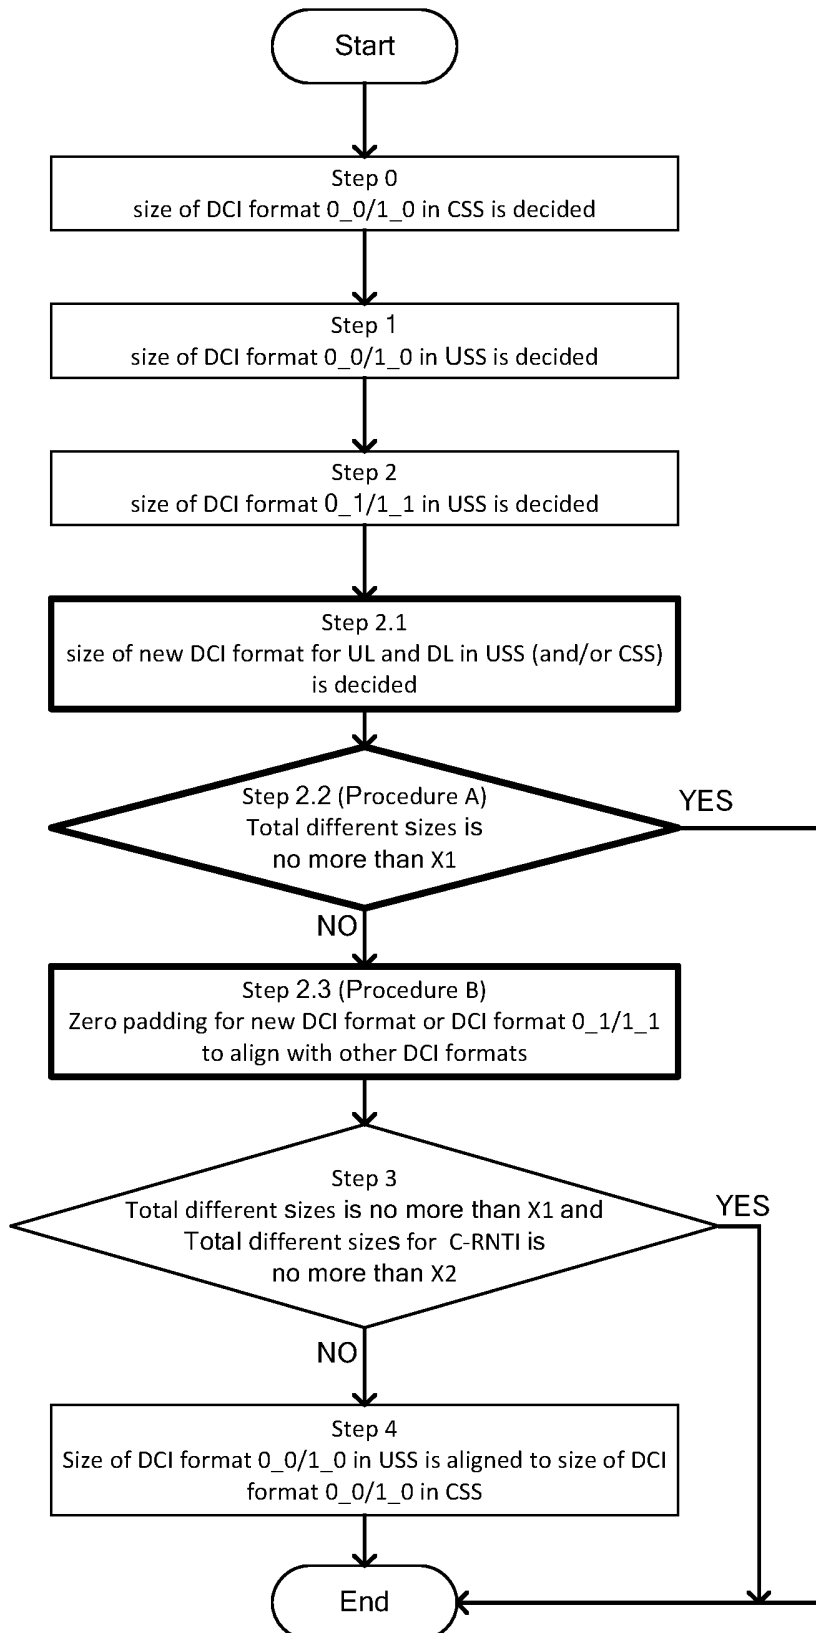 Start
Step 0
size of DCI format 0_0/1_0 in CSS is decided
Step 1
size of DCI format 0_0/1_0 in USS is decided
Step 2
size of DCI format 0_1/1_1 in USS is decided
Step 2.1
size of new DCI format for UL and DL in USS (and/or CSS)
is decided
Step 2.2 (Procedure A)
Total different sizes is
no more than X1
YES
NO
Step 2.3 (Procedure B)
Zero padding for new DCI format or DCI format 0_1/1_1
to align with other DCI formats
Step 3
Total different sizes is no more than X1 and
Total different sizes for C-RNTI is
no more than X2
YES
NO
Step 4
Size of DCI format 0_0/1_0 in USS is aligned to size of DCI
format 0_0/1_0 in CSS
End